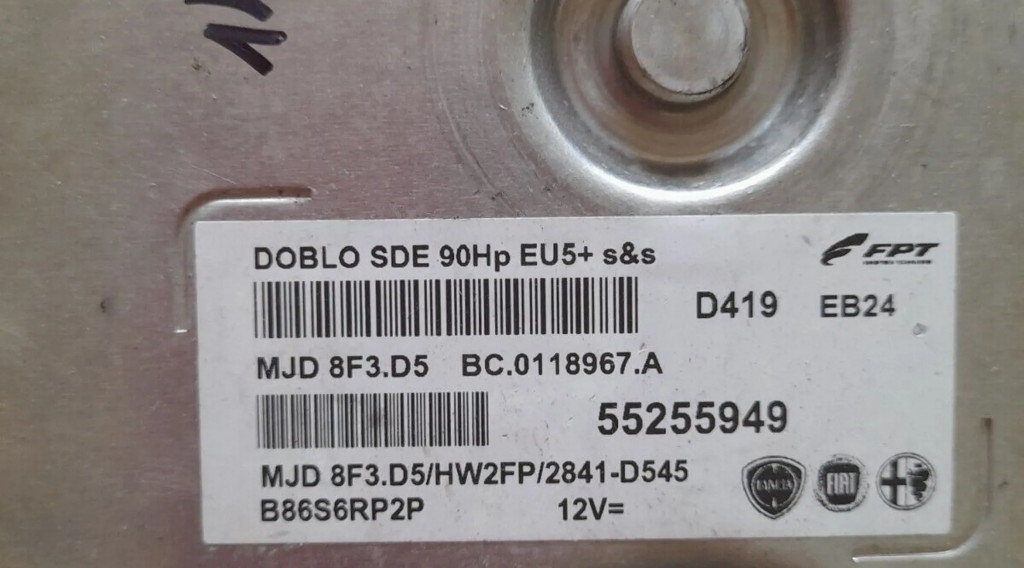 DOBLO SDE 90Hp EU5+ s&s
FPT
D419 EB24
MJD 8F3.D5 BC.0118967.A
55255949
MJD 8F3.D5/HW2FP/2841-D545
B86S6RP2P 12V=
LANCIA FIAT